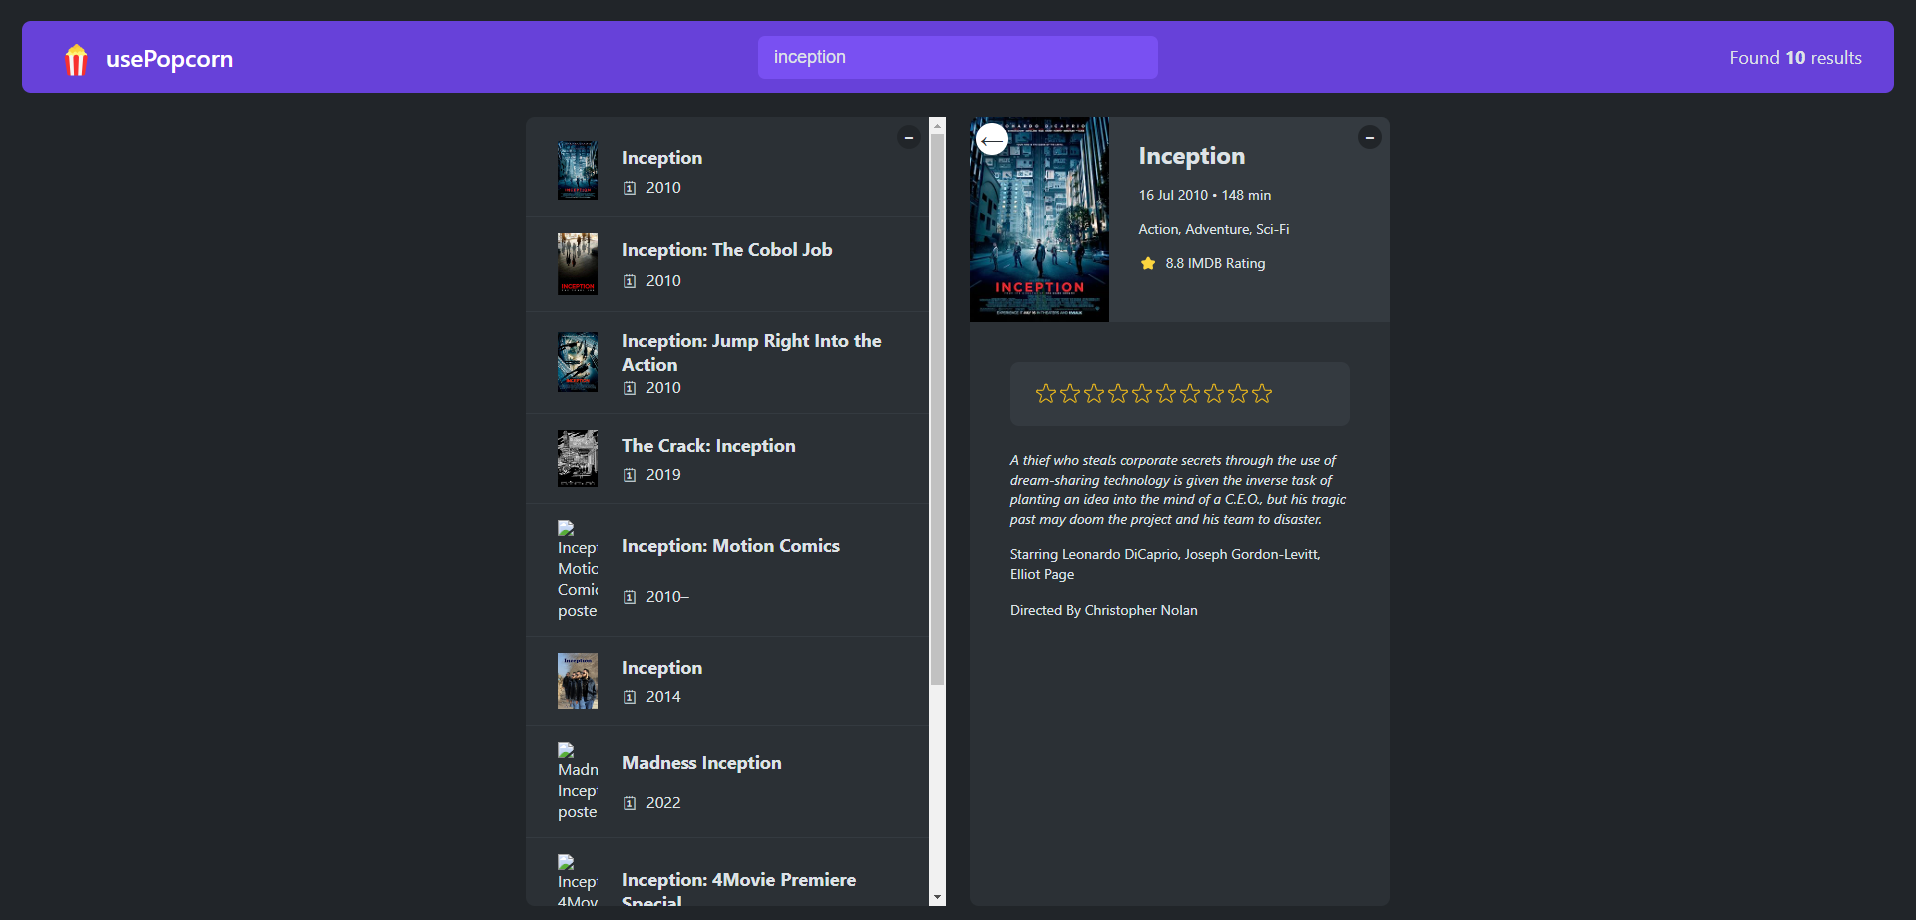 usePopcorn
inception
Found 10 results
Inception
2010
Inception: The Cobol Job
2010
Inception: Jump Right Into the
Action
2010
The Crack: Inception
2019
Incep
Motio
Comic
poste
Inception: Motion Comics
2010–
Inception
2014
Madn
Incep
poste
Madness Inception
2022
Incep
4Mov
Inception: 4Movie Premiere
Special
INCEPTION
Inception
16 Jul 2010 • 148 min
Action, Adventure, Sci-Fi
8.8 IMDB Rating
A thief who steals corporate secrets through the use of
dream-sharing technology is given the inverse task of
planting an idea into the mind of a C.E.O., but his tragic
past may doom the project and his team to disaster.
Starring Leonardo DiCaprio, Joseph Gordon-Levitt,
Elliot Page
Directed By Christopher Nolan